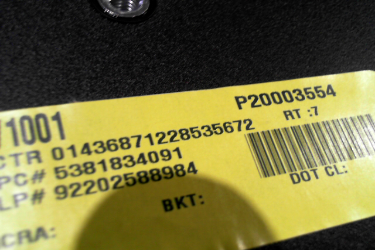 P20003554
#1001
RT :7
CTR 01436871228535672
PC# 5381834091
LP# 92202588984
DOT CL:
BKT:
CRA: